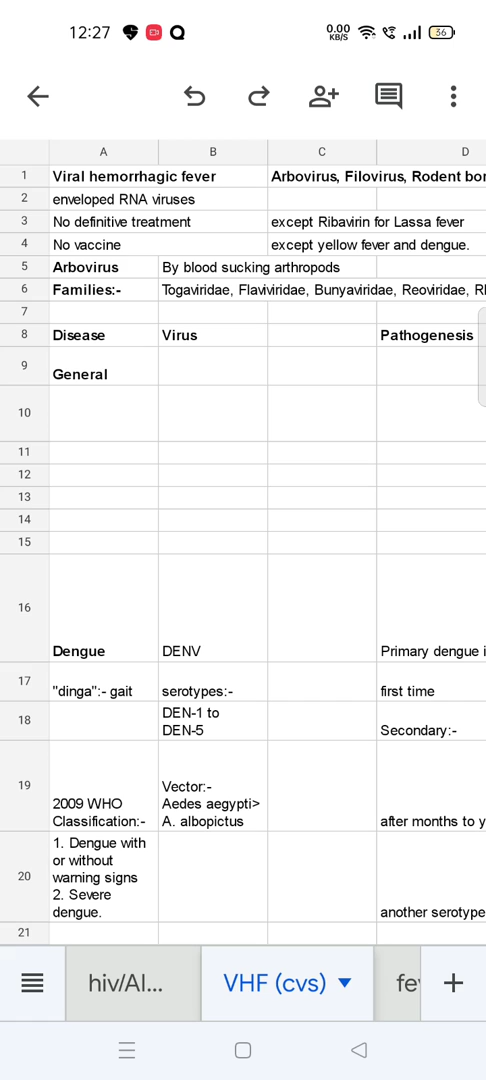 12:27
0.00 KB/S
36
A B C D
1 Viral hemorrhagic fever Arbovirus, Filovirus, Rodent bor
2 enveloped RNA viruses
3 No definitive treatment except Ribavirin for Lassa fever
4 No vaccine except yellow fever and dengue.
5 Arbovirus By blood sucking arthropods
6 Families:- Togaviridae, Flaviviridae, Bunyaviridae, Reoviridae,
7
8 Disease Virus Pathogenesis
9 General
10
11
12
13
14
15
16 Dengue DENV Primary dengue i
17 "dinga":- gait serotypes:- first time
18 DEN-1 to
DEN-5 Secondary:-
19 2009 WHO
Classification:-
Vector:-
Aedes aegypti>
A. albopictus
after months to y
20 1. Dengue with
or without
warning signs
2. Severe
dengue.
another serotype
21
hiv/AI... VHF (cvs) fe